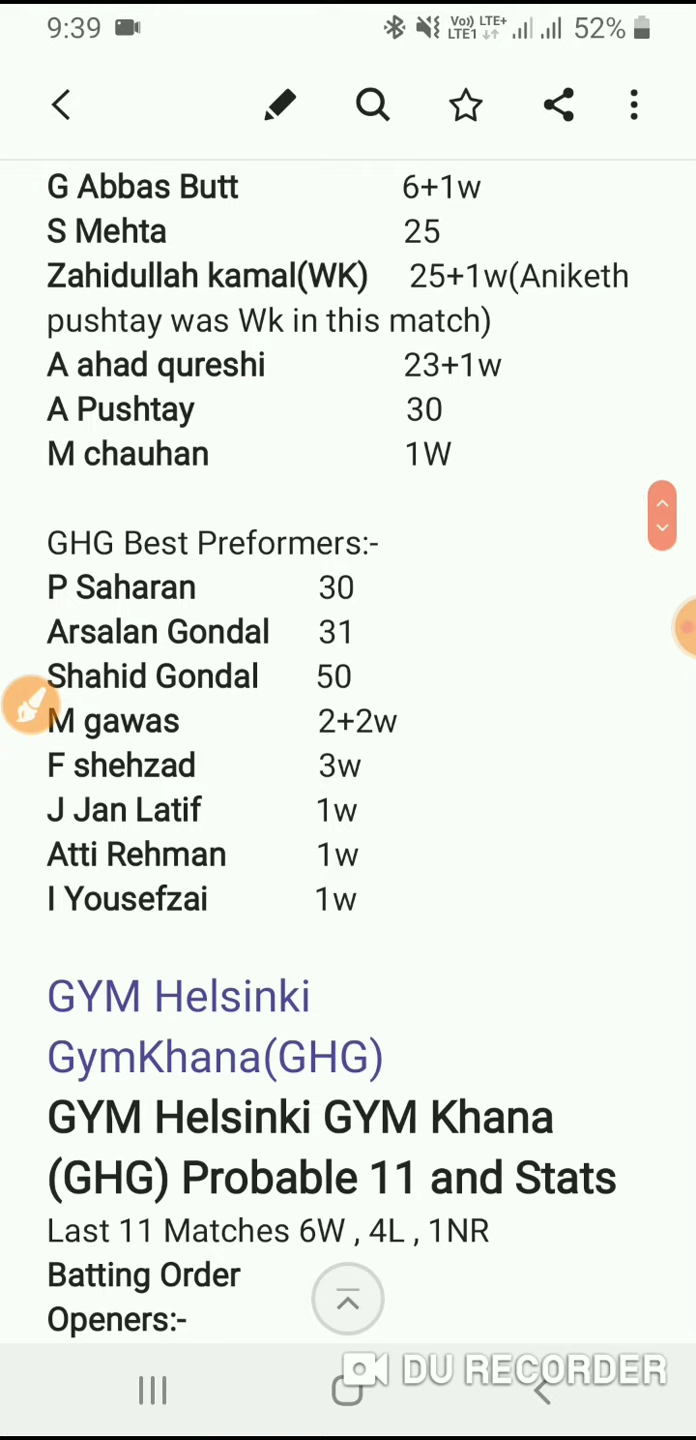 9:39
Vo)) LTE+
LTE1
52%
G Abbas Butt 6+1w
S Mehta 25
Zahidullah kamal(WK) 25+1w(Aniketh
pushtay was Wk in this match)
A ahad qureshi 23+1w
A Pushtay 30
M chauhan 1W
GHG Best Preformers:-
P Saharan 30
Arsalan Gondal 31
Shahid Gondal 50
M gawas 2+2w
F shehzad 3w
J Jan Latif 1w
Atti Rehman 1w
I Yousefzai 1w
GYM Helsinki
GymKhana(GHG)
GYM Helsinki GYM Khana
(GHG) Probable 11 and Stats
Last 11 Matches 6W , 4L , 1NR
Batting Order
Openers:-
DU RECORDER